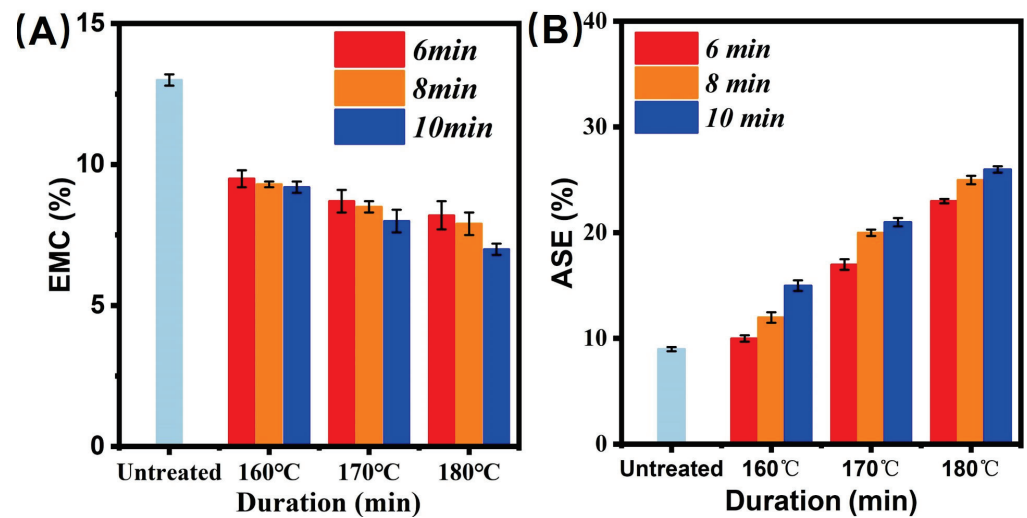 (A)
15
10
5
0
EMC (%)
6min
8min
10min
Untreated 160°C 170°C 180°C
Duration (min)
(B)
40
30
20
10
0
ASE (%)
6 min
8 min
10 min
Untreated 160℃ 170℃ 180℃
Duration (min)